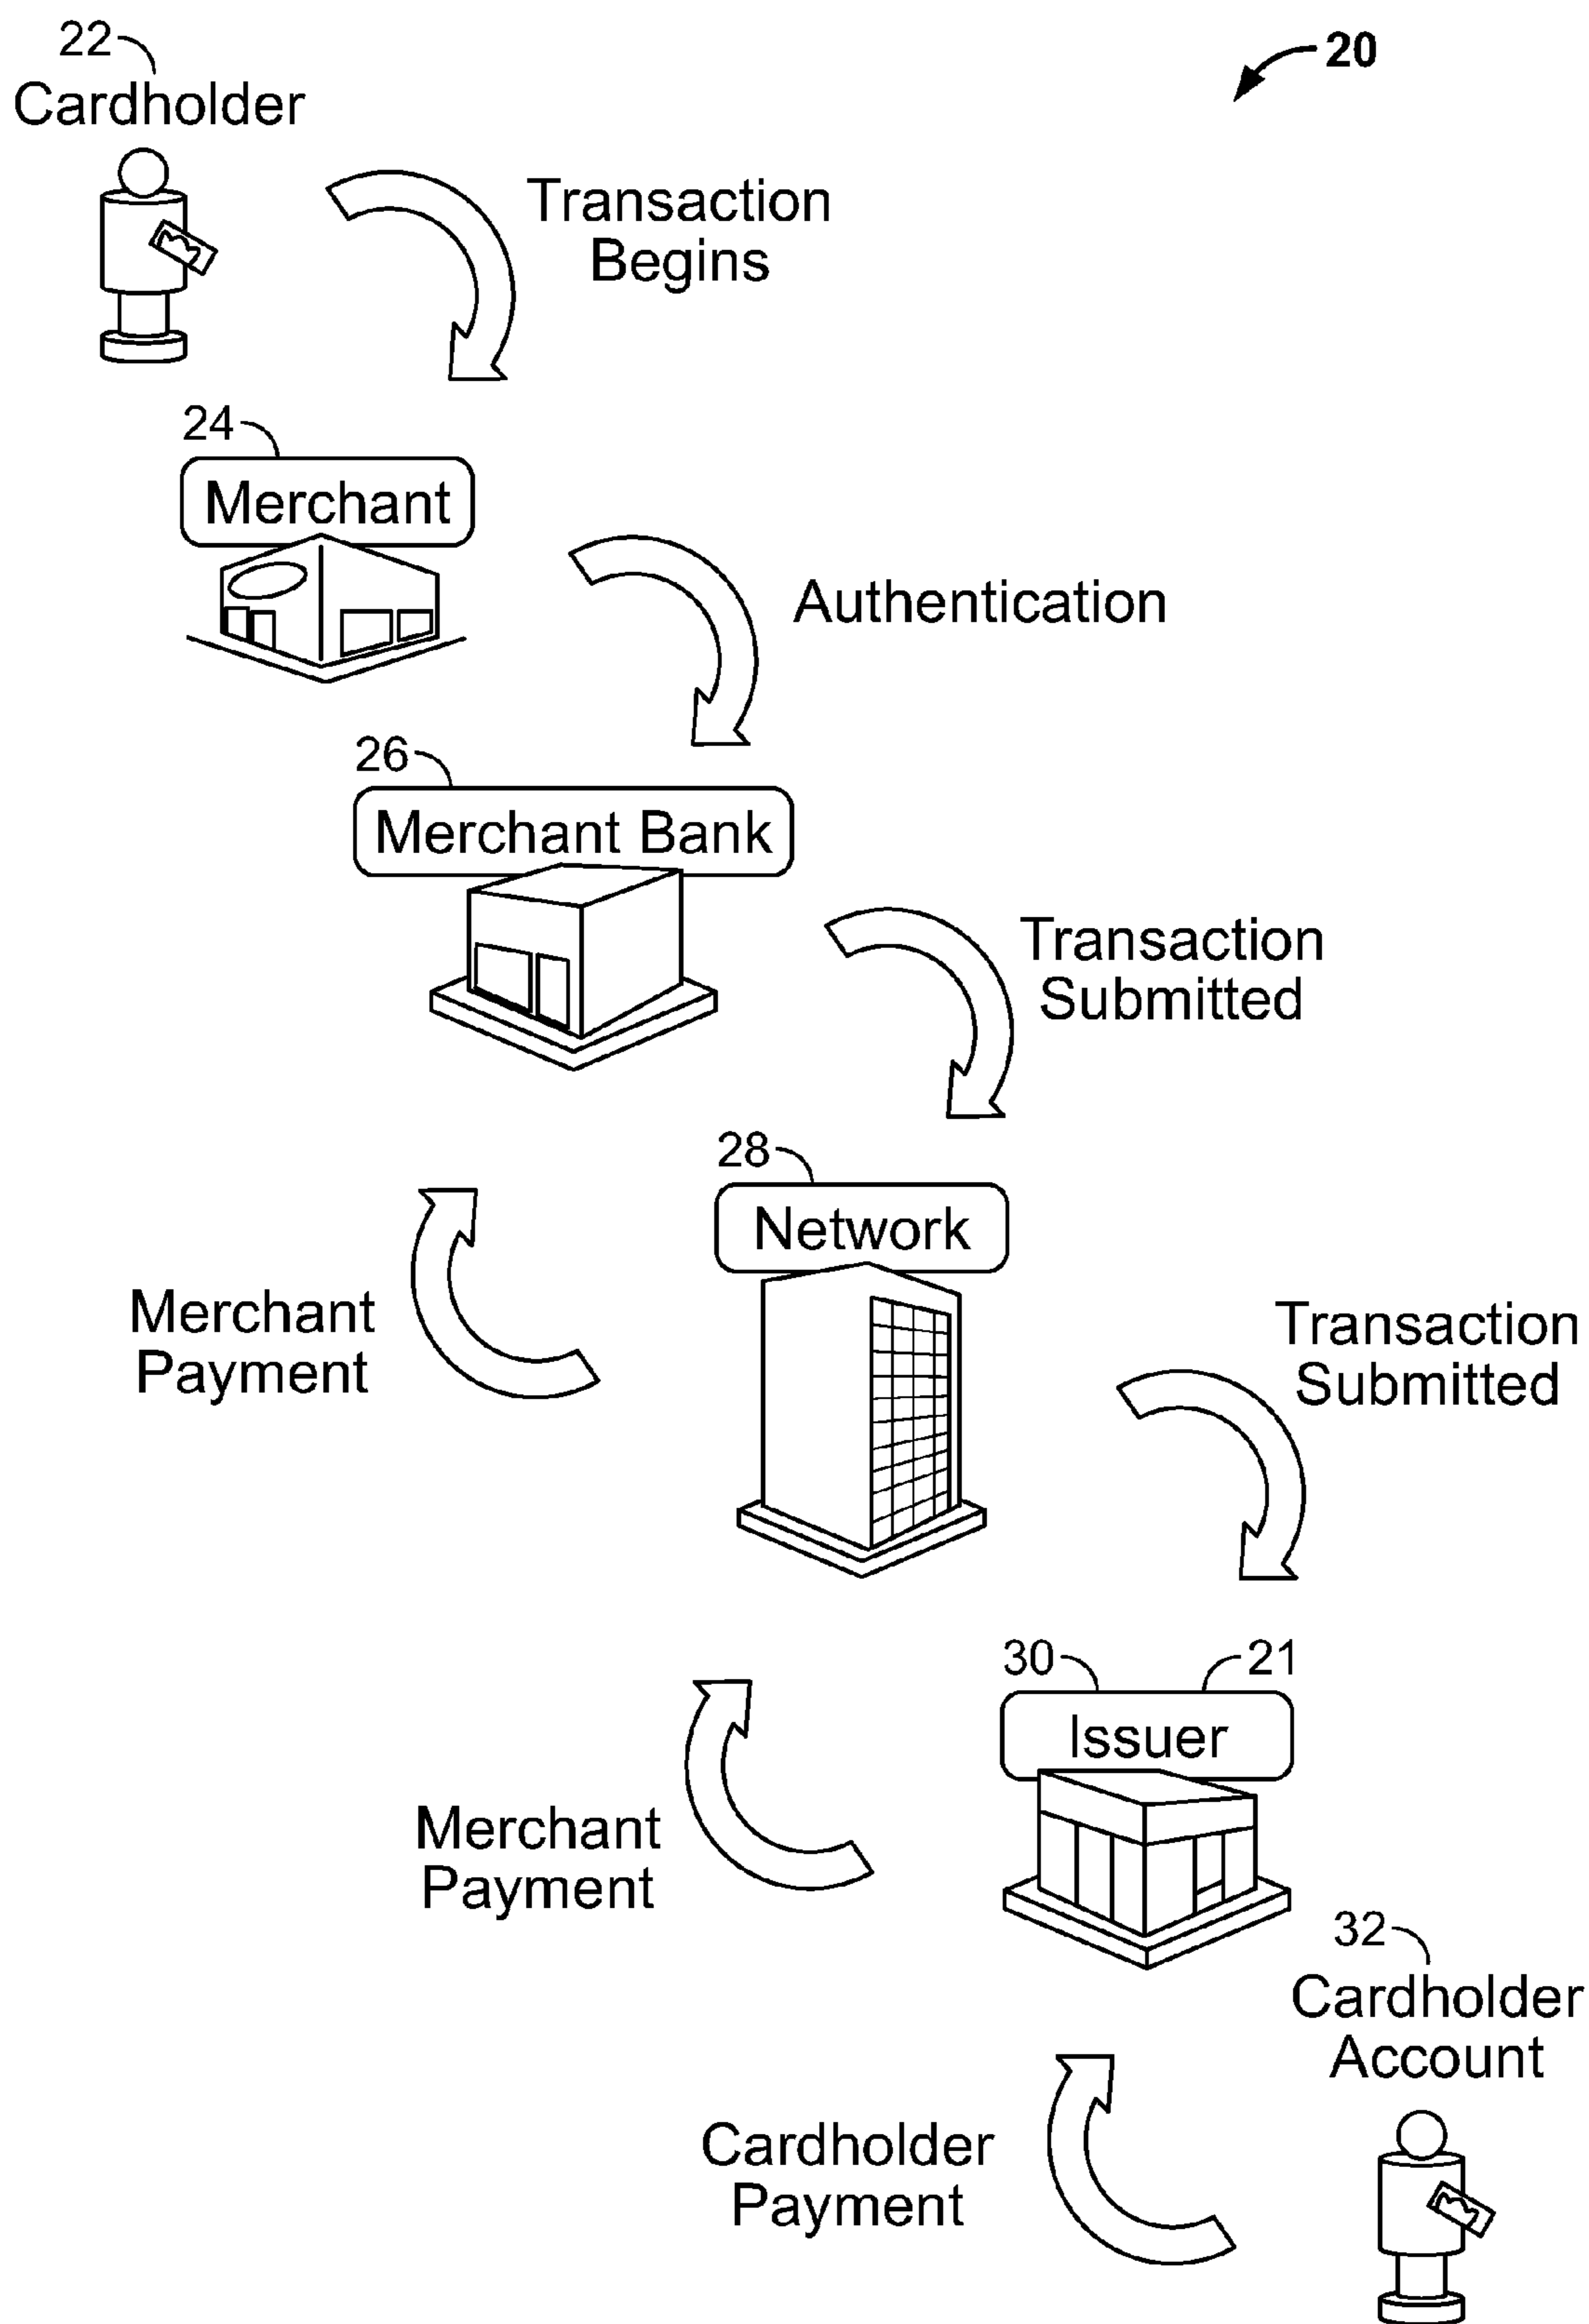 22
Cardholder
20
Transaction
Begins
24
Merchant
Authentication
26
Merchant Bank
Transaction
Submitted
28
Network
Merchant
Payment
Transaction
Submitted
30
21
Issuer
Merchant
Payment
32
Cardholder
Account
Cardholder
Payment